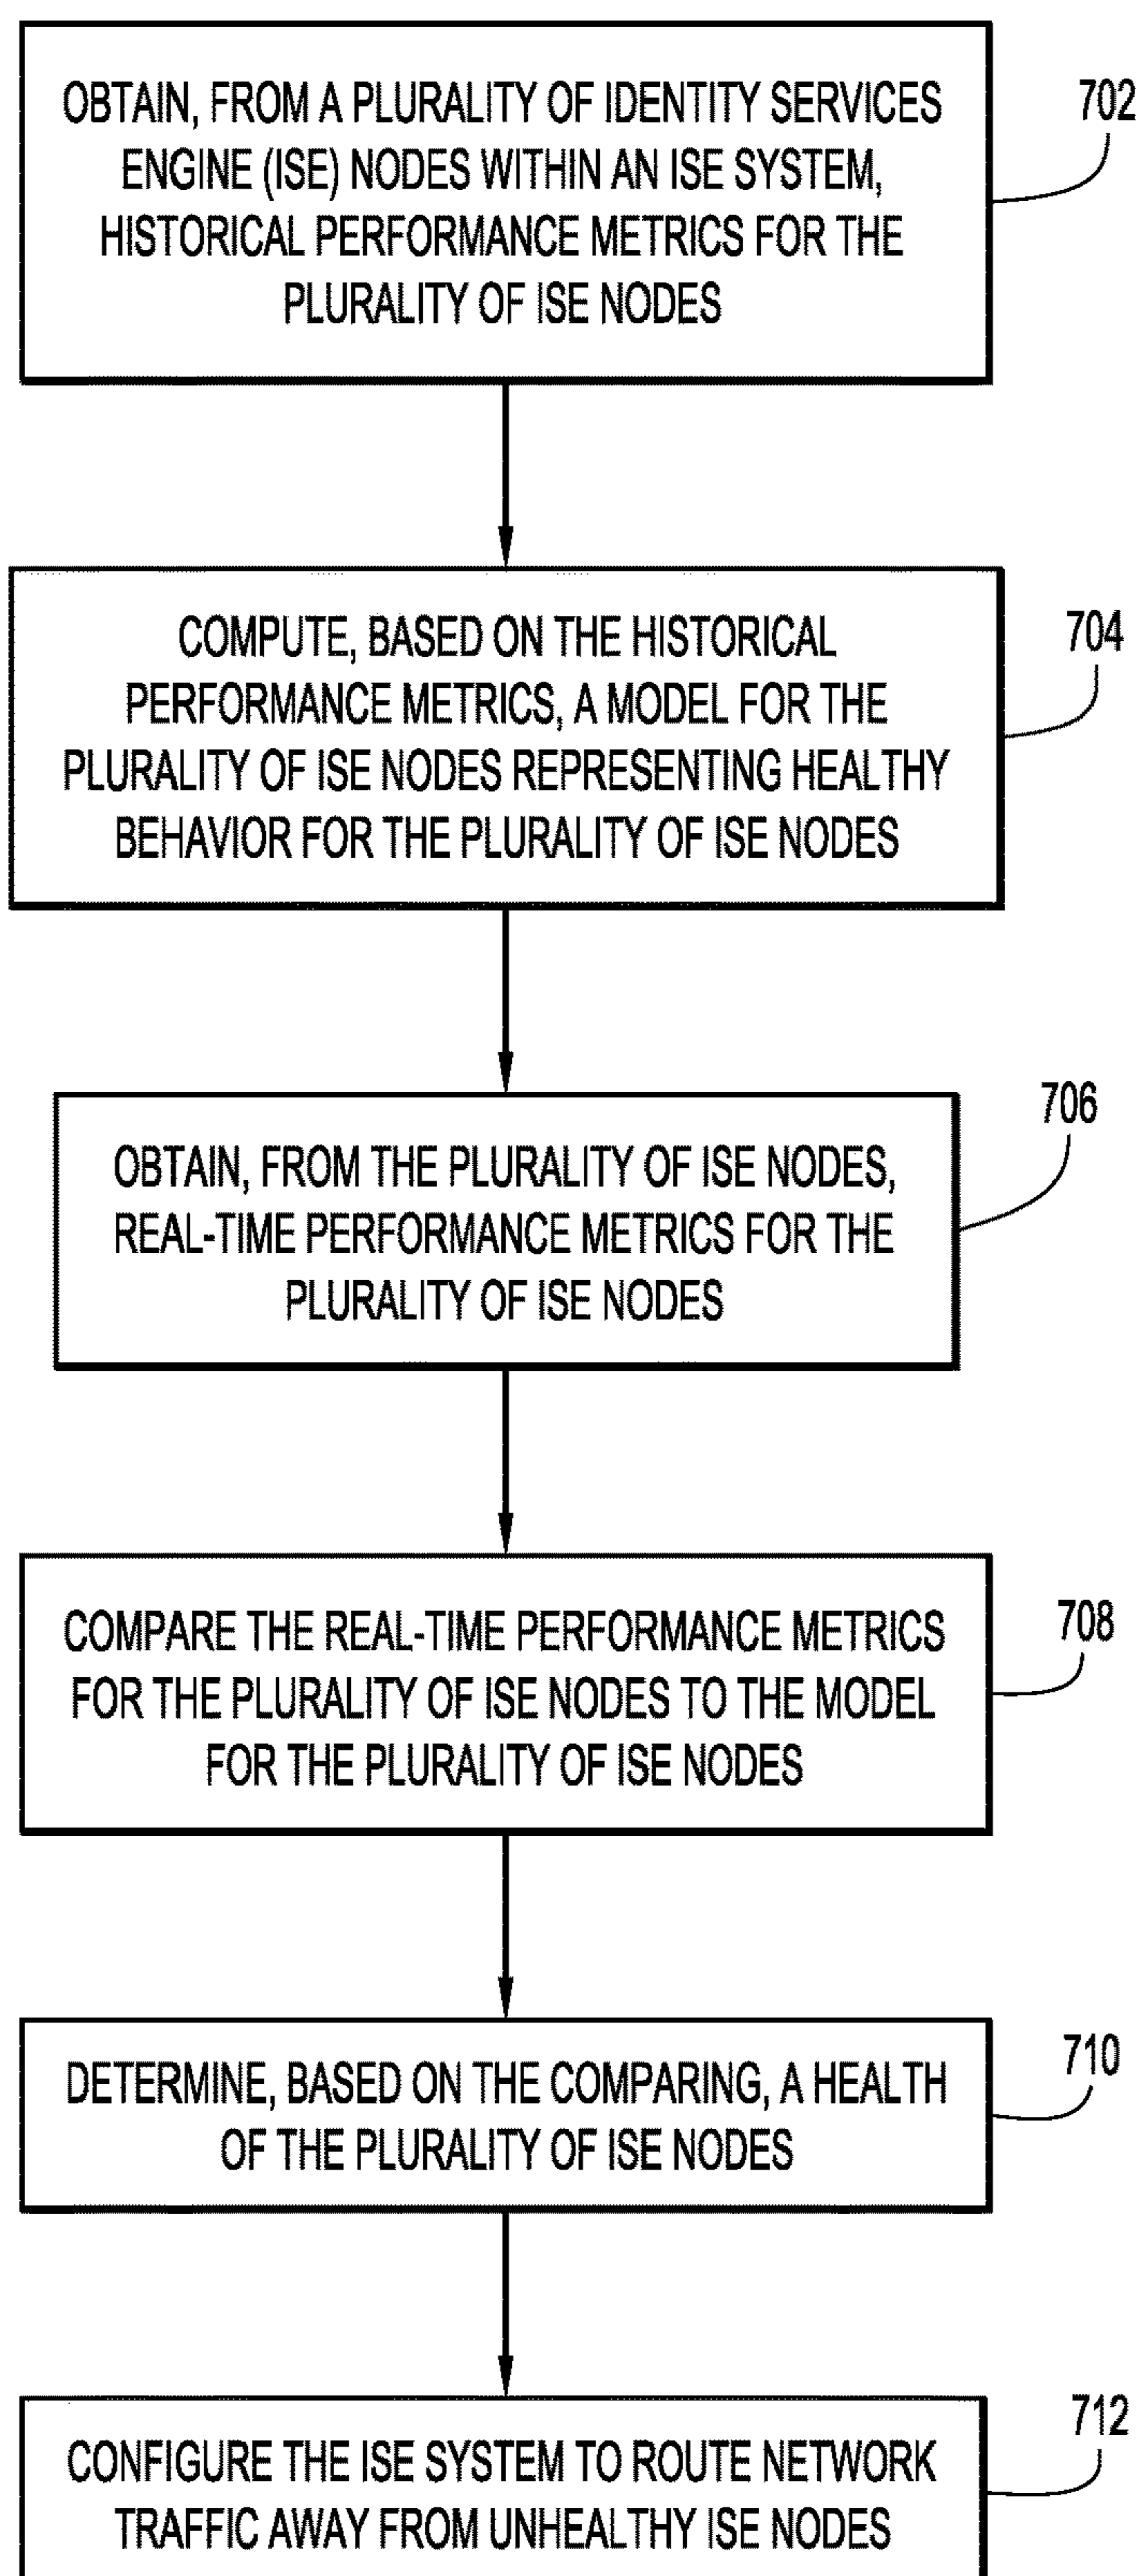 OBTAIN, FROM A PLURALITY OF IDENTITY SERVICES
ENGINE (ISE) NODES WITHIN AN ISE SYSTEM,
HISTORICAL PERFORMANCE METRICS FOR THE
PLURALITY OF ISE NODES
702
COMPUTE, BASED ON THE HISTORICAL
PERFORMANCE METRICS, A MODEL FOR THE
PLURALITY OF ISE NODES REPRESENTING HEALTHY
BEHAVIOR FOR THE PLURALITY OF ISE NODES
704
OBTAIN, FROM THE PLURALITY OF ISE NODES,
REAL-TIME PERFORMANCE METRICS FOR THE
PLURALITY OF ISE NODES
706
COMPARE THE REAL-TIME PERFORMANCE METRICS
FOR THE PLURALITY OF ISE NODES TO THE MODEL
FOR THE PLURALITY OF ISE NODES
708
DETERMINE, BASED ON THE COMPARING, A HEALTH
OF THE PLURALITY OF ISE NODES
710
CONFIGURE THE ISE SYSTEM TO ROUTE NETWORK
TRAFFIC AWAY FROM UNHEALTHY ISE NODES
712